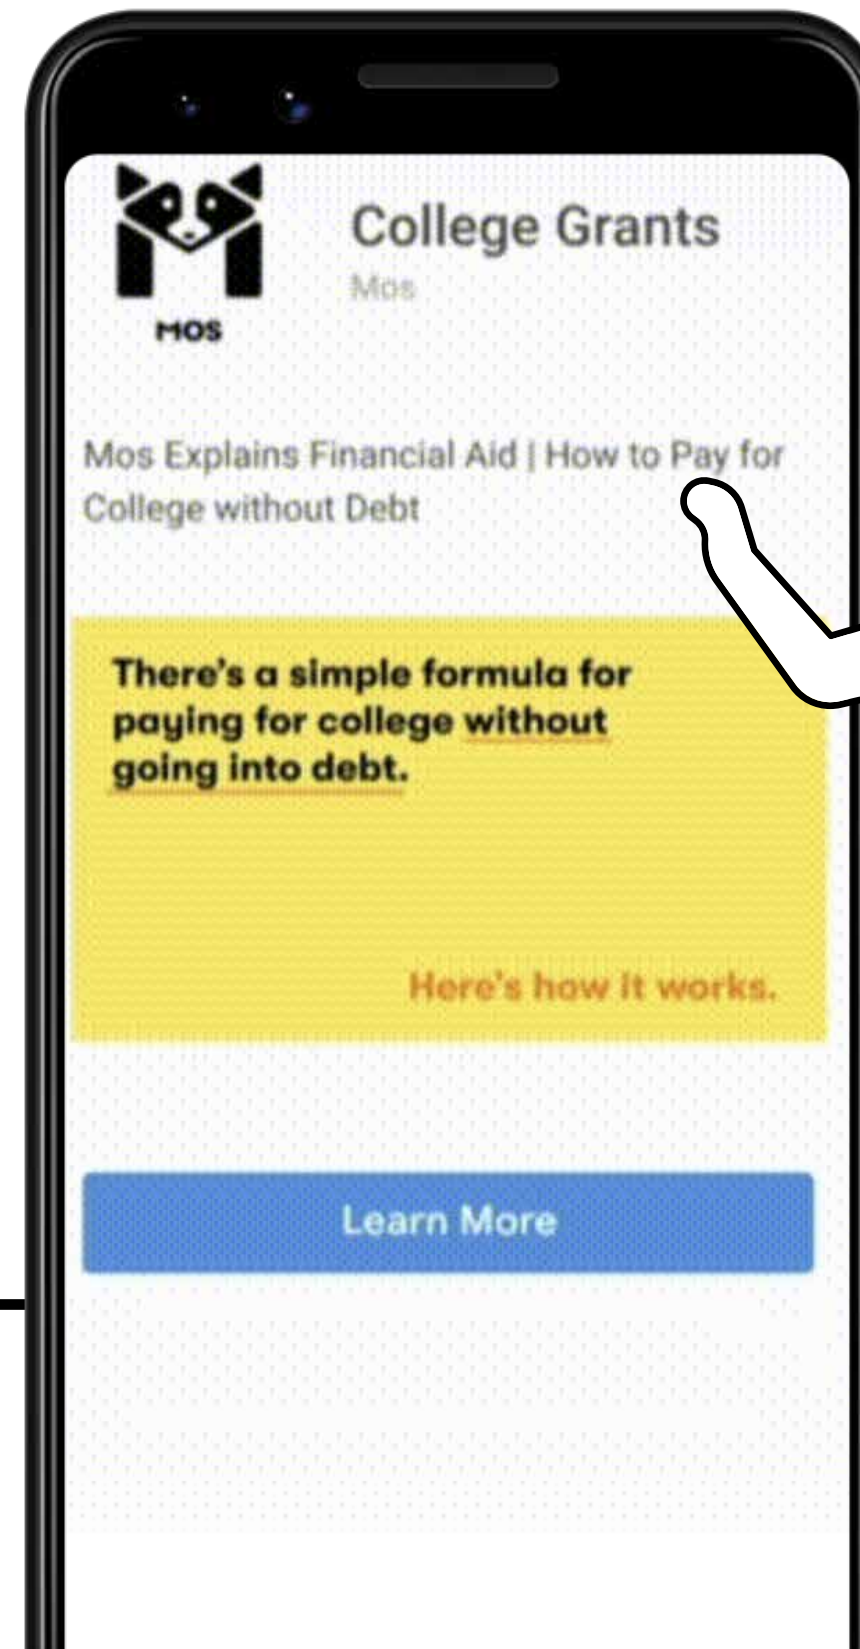 MOS
College Grants
Mos
Mos Explains Financial Aid | How to Pay for
College without Debt
There's a simple formula for
paying for college without
going into debt.
Here's how it works.
Learn More